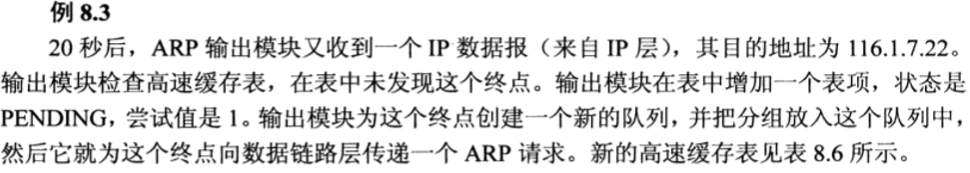 例 8.3
20 秒后，ARP 输出模块又收到一个 IP 数据报（来自 IP 层），其目的地址为 116.1.7.22。
输出模块检查高速缓存表，在表中未发现这个终点。输出模块在表中增加一个表项，状态是
PENDING，尝试值是 1。输出模块为这个终点创建一个新的队列，并把分组放入这个队列中，
然后它就为这个终点向数据链路层传递一个 ARP 请求。新的高速缓存表见表 8.6 所示。